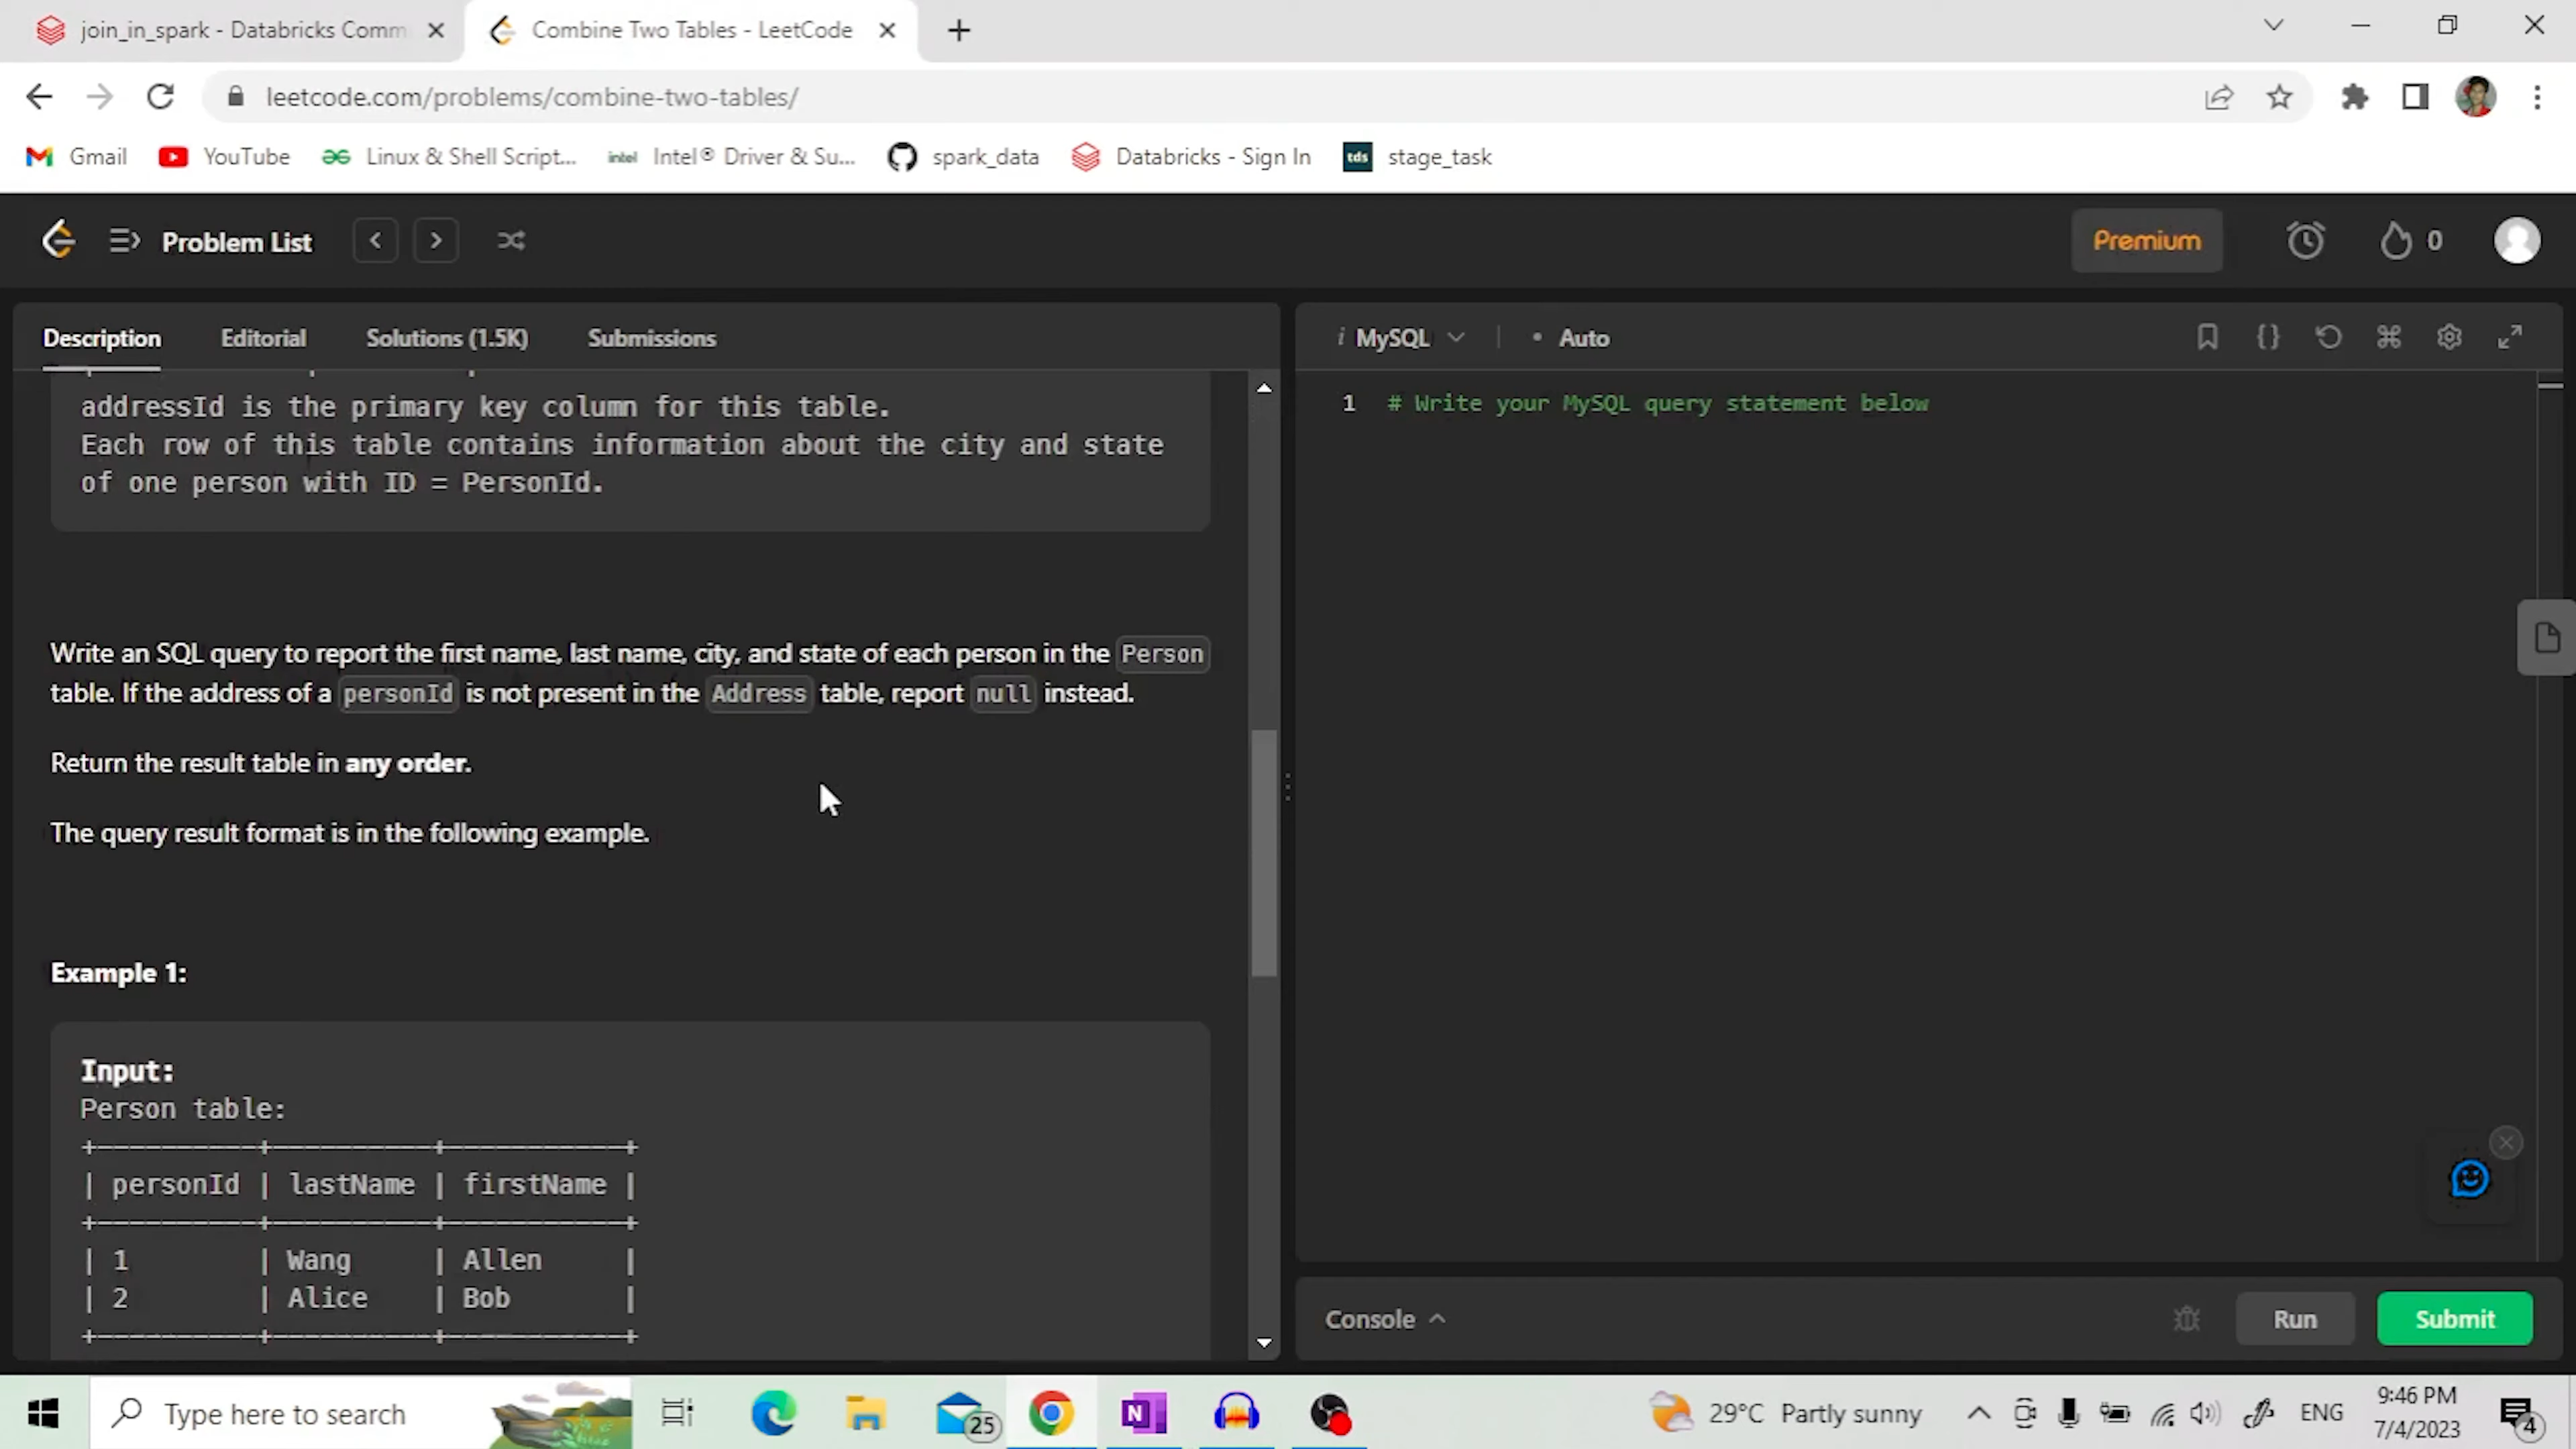 join_in_spark - Databricks Comm
Combine Two Tables - LeetCode
leetcode.com/problems/combine-two-tables/
Gmail
YouTube
Linux & Shell Script...
intel Intel® Driver & Su...
spark_data
Databricks - Sign In
tds stage_task
Problem List
Premium
0
Description Editorial Solutions (1.5K) Submissions
addressId is the primary key column for this table.
Each row of this table contains information about the city and state
of one person with ID = PersonId.
Write an SQL query to report the first name, last name, city, and state of each person in the Person
table. If the address of a personId is not present in the Address table, report null instead.
Return the result table in any order.
The query result format is in the following example.
Example 1:
Input:
Person table:
+----------+----------+-----------+
| personId | lastName | firstName |
+----------+----------+-----------+
| 1 | Wang | Allen |
| 2 | Alice | Bob |
+----------+----------+-----------+
i MySQL • Auto
1 # Write your MySQL query statement below
Console
Run
Submit
Type here to search
25
N
29°C Partly sunny
ENG
9:46 PM
7/4/2023
4